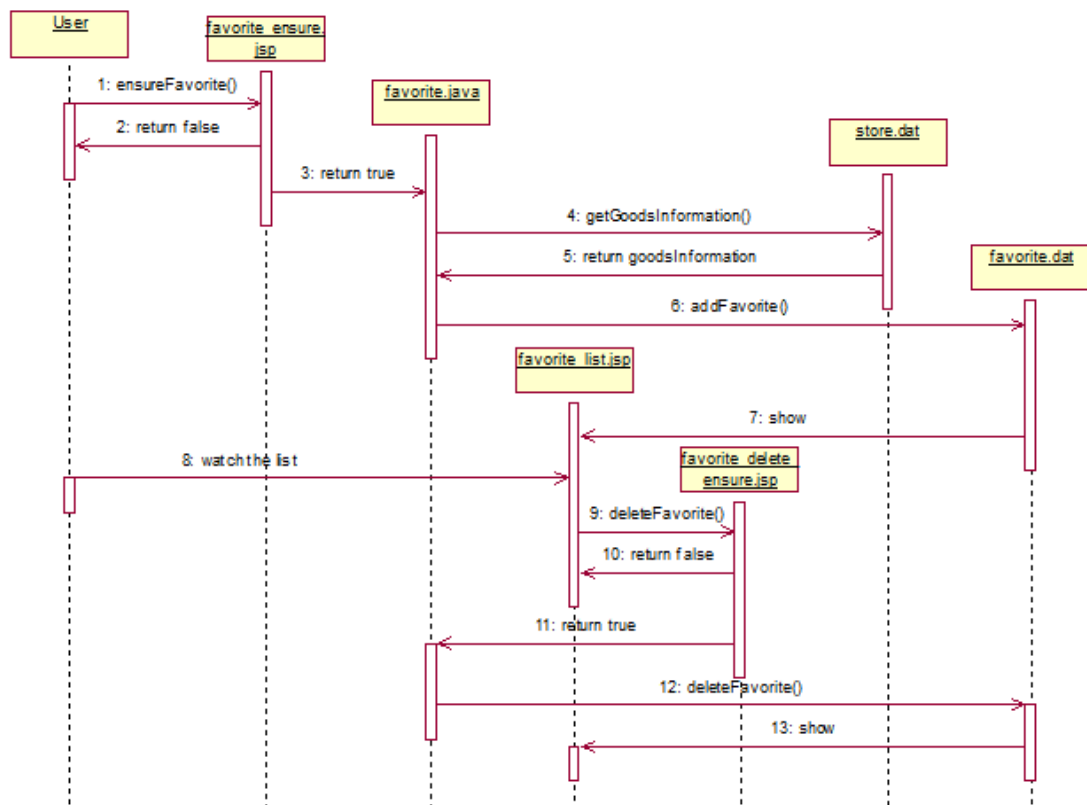 User
favorite_ensure.
jsp
1: ensureFavorite()
favorite.java
2: return false
store.dat
3: return true
4: getGoodsInformation()
5: return goodsInformation
favorite.dat
6: addFavorite()
favorite_list.jsp
7: show
8: watch the list
favorite_delete_
ensure.jsp
9: deleteFavorite()
10: return false
11: return true
12: deleteFavorite()
13: show